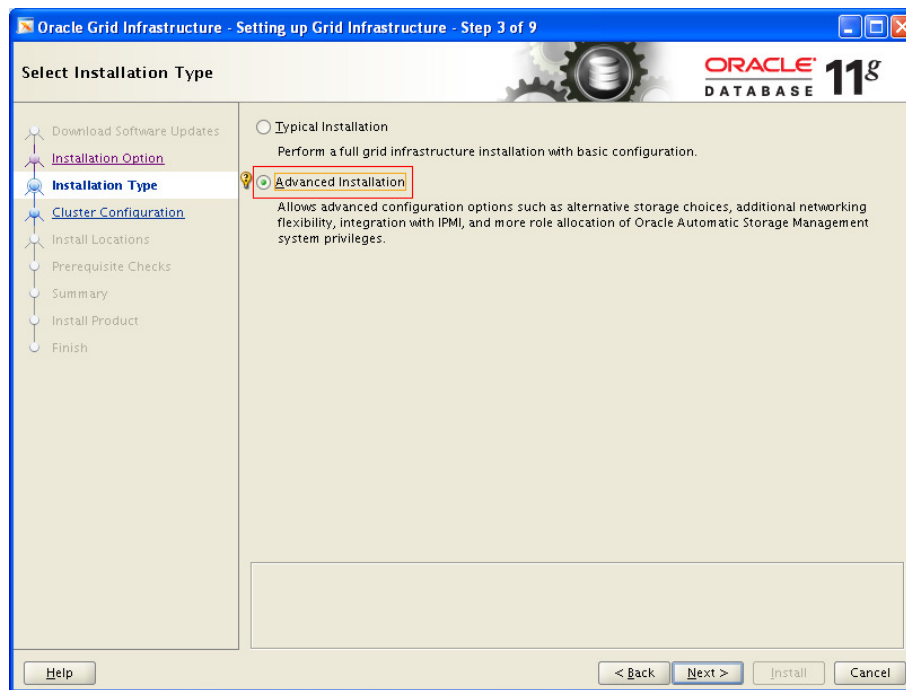 Oracle Grid Infrastructure - Setting up Grid Infrastructure - Step 3 of 9
Select Installation Type
ORACLE
DATABASE
11g
Download Software Updates
Installation Option
Installation Type
Cluster Configuration
Install Locations
Prerequisite Checks
Summary
Install Product
Finish
Typical Installation
Perform a full grid infrastructure installation with basic configuration.
Advanced Installation
Allows advanced configuration options such as alternative storage choices, additional networking
flexibility, integration with IPMI, and more role allocation of Oracle Automatic Storage Management
system privileges.
Help
< Back
Next >
Install
Cancel